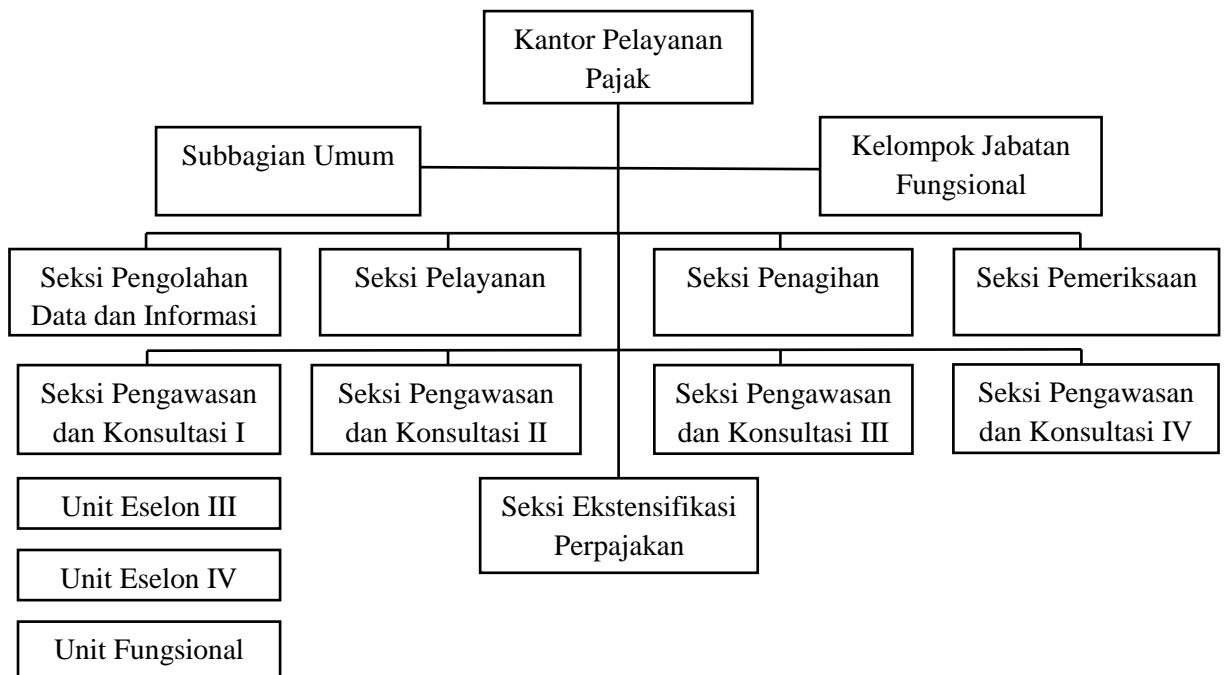 Kantor Pelayanan
Pajak
Subbagian Umum
Kelompok Jabatan
Fungsional
Seksi Pengolahan
Data dan Informasi
Seksi Pelayanan
Seksi Penagihan
Seksi Pemeriksaan
Seksi Pengawasan
dan Konsultasi I
Seksi Pengawasan
dan Konsultasi II
Seksi Pengawasan
dan Konsultasi III
Seksi Pengawasan
dan Konsultasi IV
Unit Eselon III
Seksi Ekstensifikasi
Perpajakan
Unit Eselon IV
Unit Fungsional